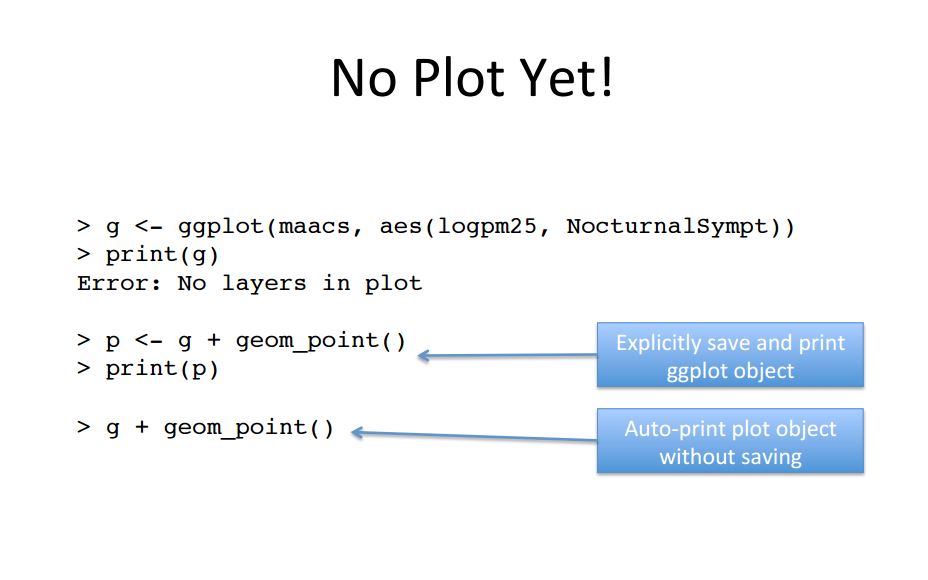 No Plot Yet!
> g <- ggplot(maacs, aes(logpm25, NocturnalSympt))
> print(g)
Error: No layers in plot
> p <- g + geom_point()
> print(p)
Explicitly save and print
ggplot object
> g + geom_point()
Auto-print plot object
without saving